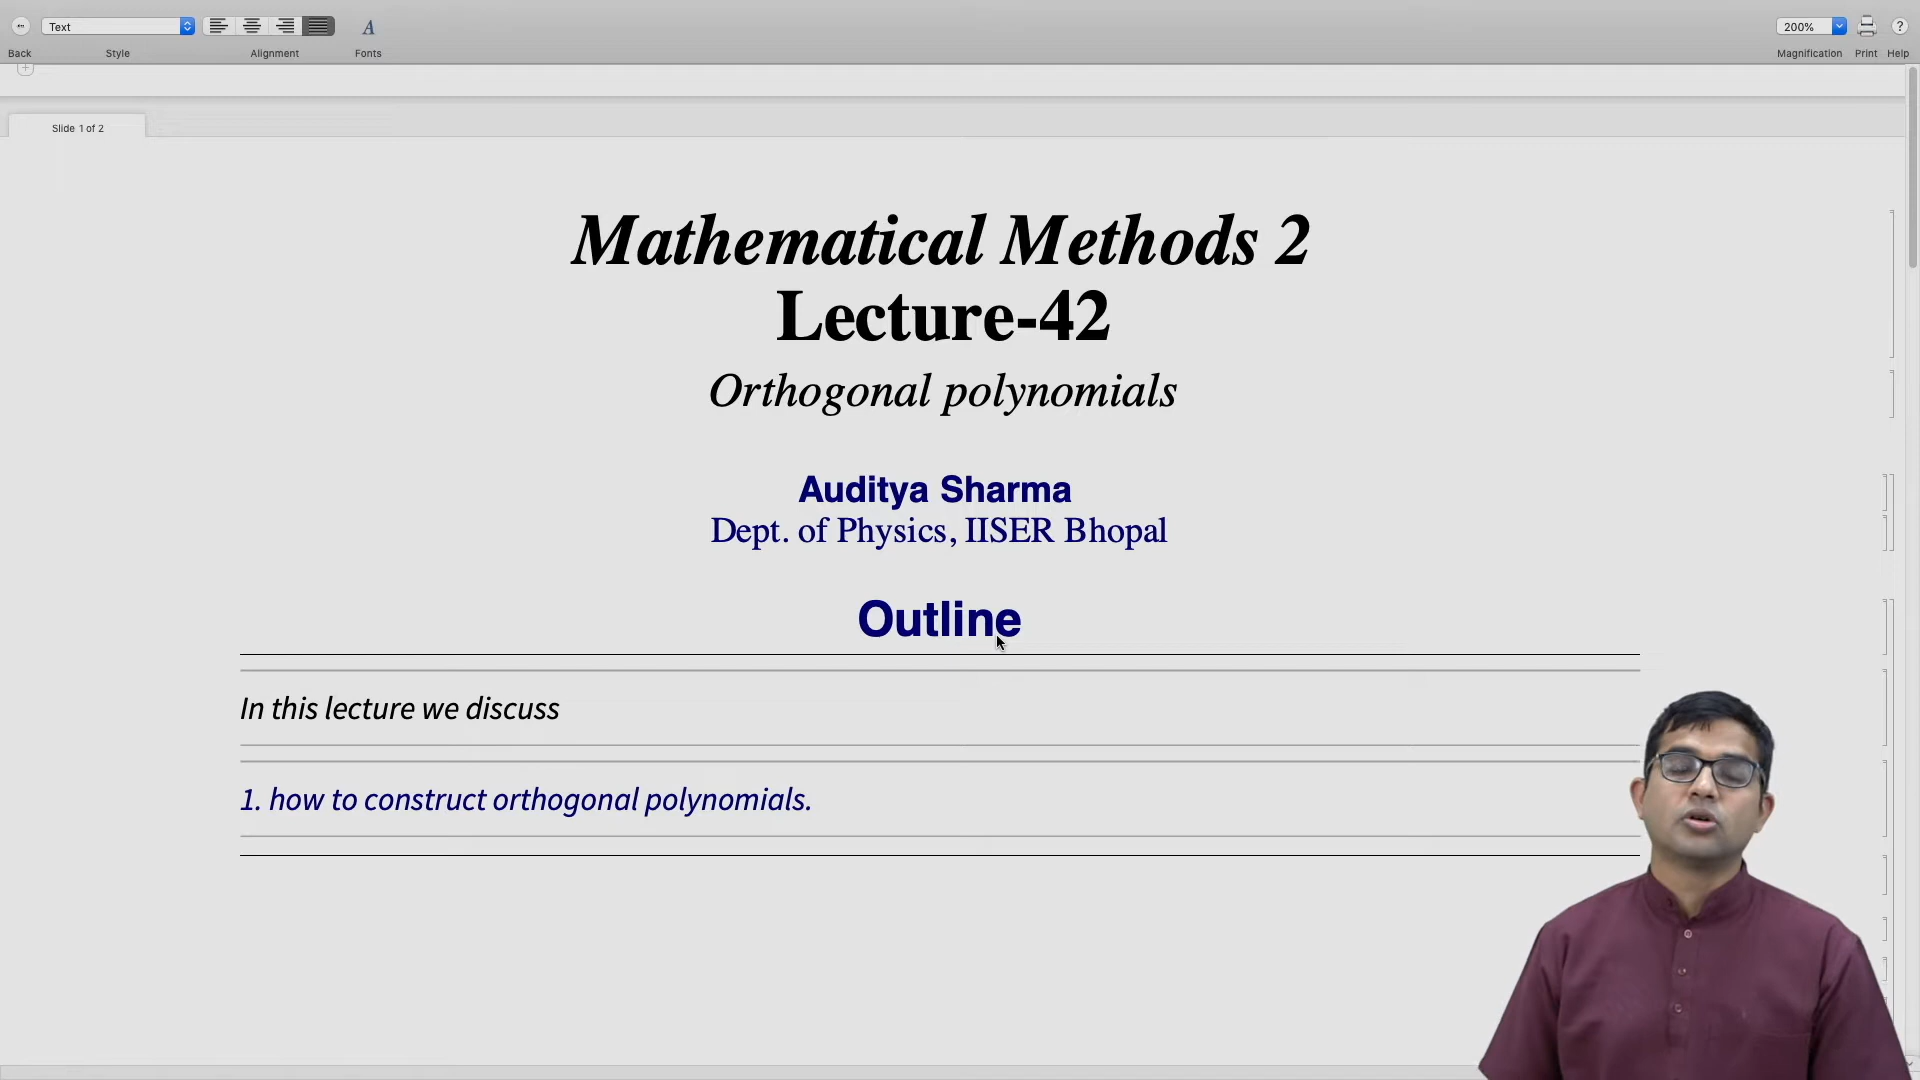 Text
200%
Back
Style
Alignment
Fonts
Magnification
Print
Help
Slide 1 of 2
Mathematical Methods 2
Lecture-42
Orthogonal polynomials
Auditya Sharma
Dept. of Physics, IISER Bhopal
Outline
In this lecture we discuss
1. how to construct orthogonal polynomials.